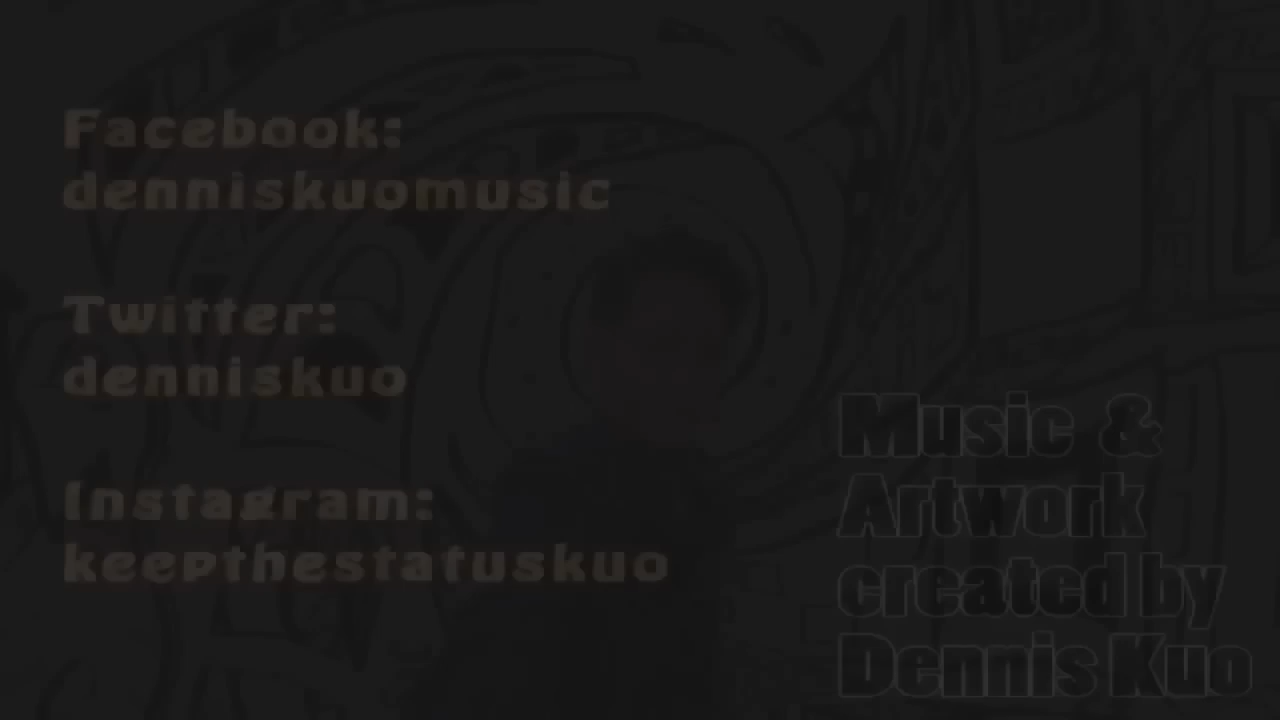 Facebook:
denniskuomusic
Twitter:
denniskuo
Instagram:
keepthestatuskuo
Music &
Artwork
created by
Dennis Kuo